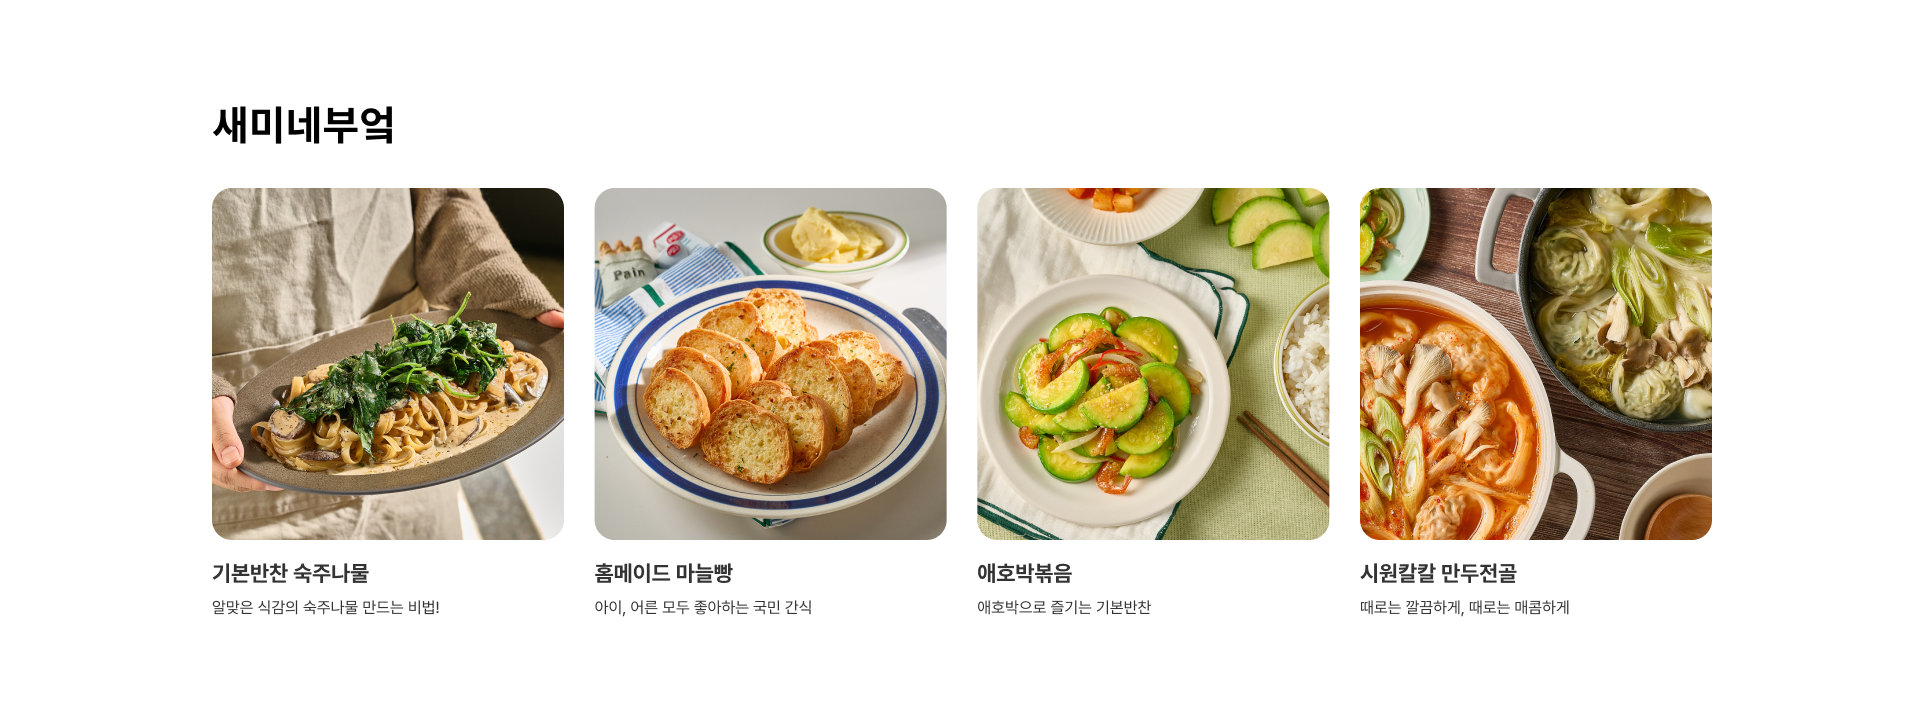 새미네부엌
Pain
기본반찬 숙주나물
알맞은 식감의 숙주나물 만드는 비법!
홈메이드 마늘빵
아이, 어른 모두 좋아하는 국민 간식
애호박볶음
애호박으로 즐기는 기본반찬
시원칼칼 만두전골
때로는 깔끔하게, 때로는 매콤하게